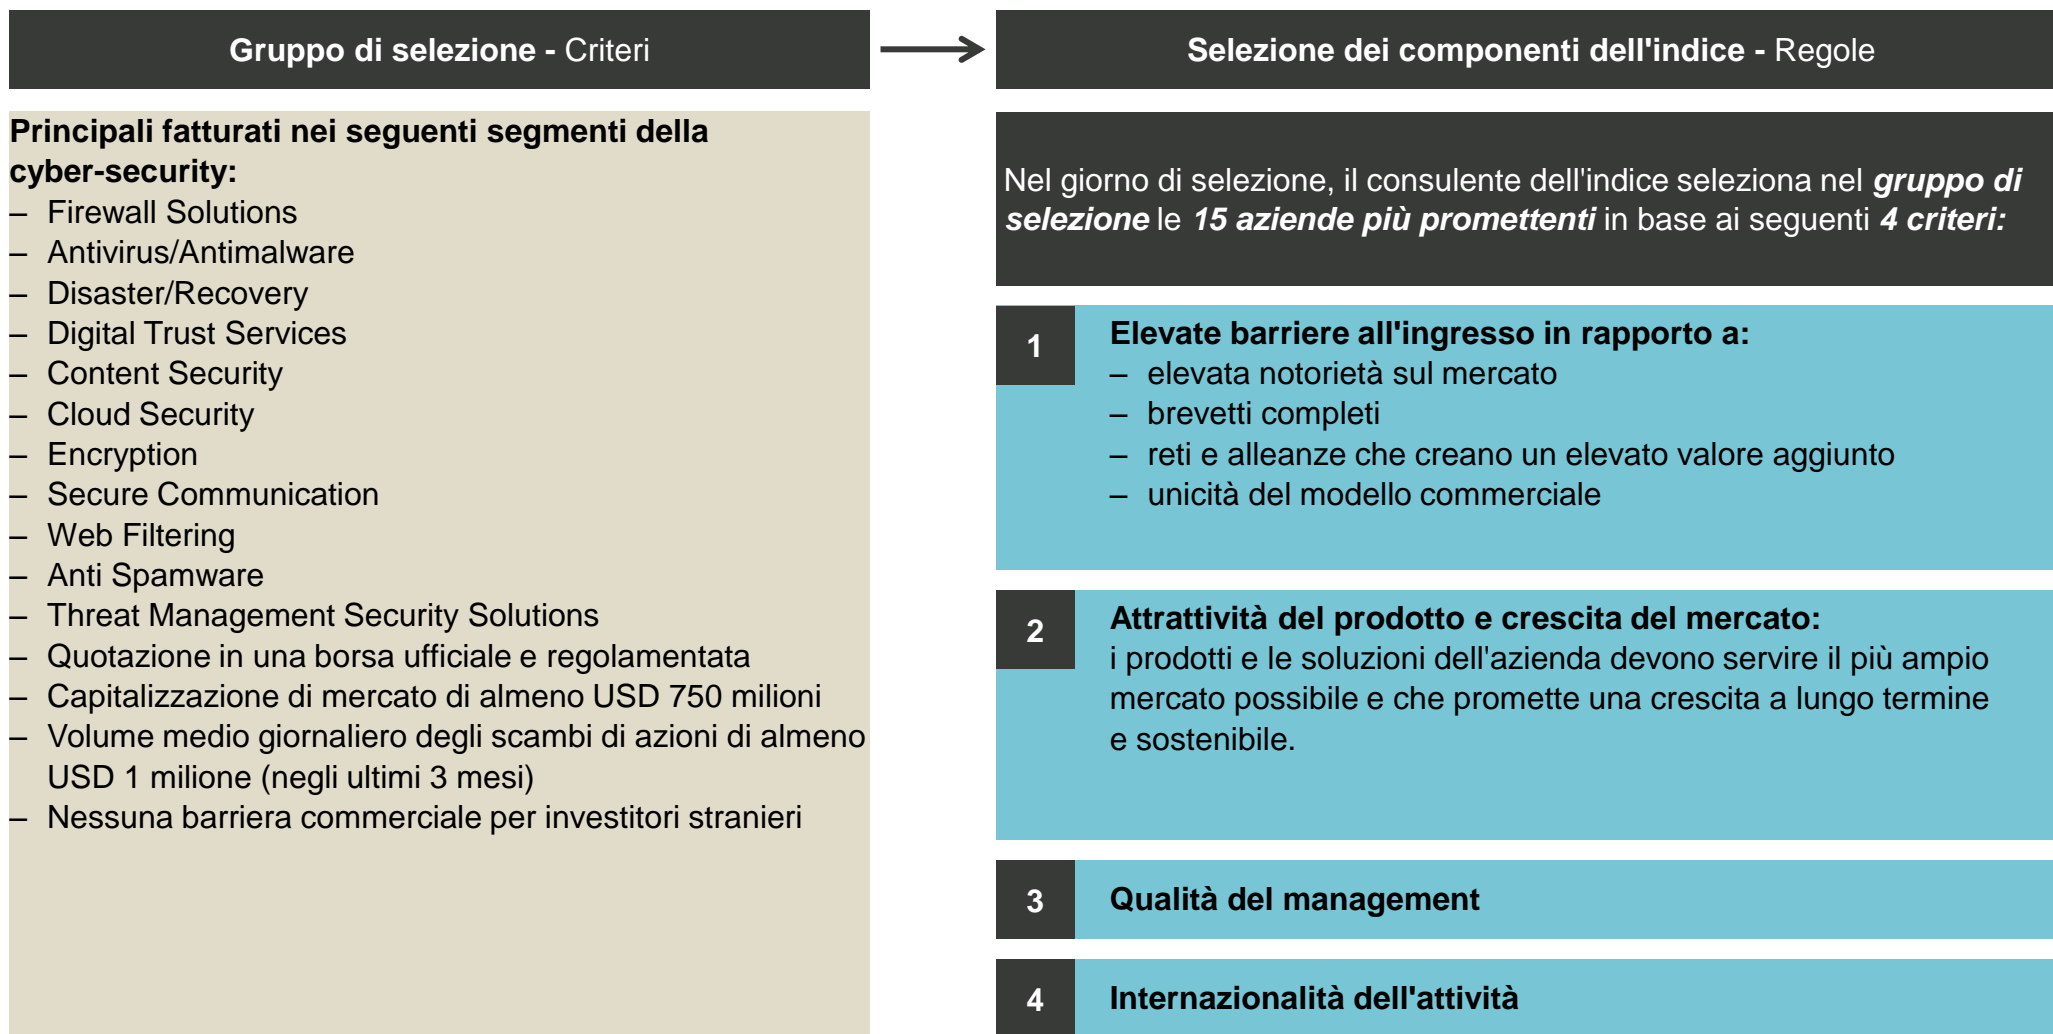 Gruppo di selezione - Criteri
Principali fatturati nei seguenti segmenti della
cyber-security:
– Firewall Solutions
– Antivirus/Antimalware
– Disaster/Recovery
– Digital Trust Services
– Content Security
– Cloud Security
– Encryption
– Secure Communication
– Web Filtering
– Anti Spamware
– Threat Management Security Solutions
– Quotazione in una borsa ufficiale e regolamentata
– Capitalizzazione di mercato di almeno USD 750 milioni
– Volume medio giornaliero degli scambi di azioni di almeno
USD 1 milione (negli ultimi 3 mesi)
– Nessuna barriera commerciale per investitori stranieri
Selezione dei componenti dell'indice - Regole
Nel giorno di selezione, il consulente dell'indice seleziona nel gruppo di
selezione le 15 aziende più promettenti in base ai seguenti 4 criteri:
1
Elevate barriere all'ingresso in rapporto a:
– elevata notorietà sul mercato
– brevetti completi
– reti e alleanze che creano un elevato valore aggiunto
– unicità del modello commerciale
2
Attrattività del prodotto e crescita del mercato:
i prodotti e le soluzioni dell'azienda devono servire il più ampio
mercato possibile e che promette una crescita a lungo termine
e sostenibile.
3
Qualità del management
4
Internazionalità dell'attività